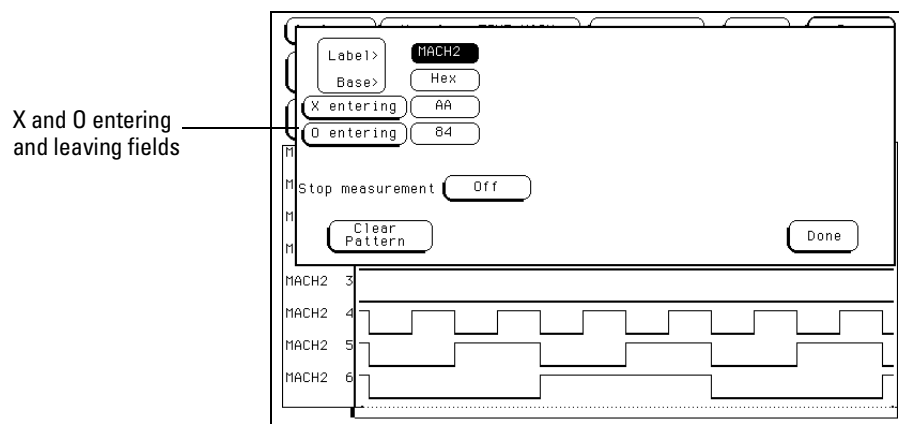 Label> MACH2
Base> Hex
X entering AA
O entering 84
X and O entering
and leaving fields
Stop measurement Off
Clear
Pattern
Done
MACH2 3
MACH2 4
MACH2 5
MACH2 6